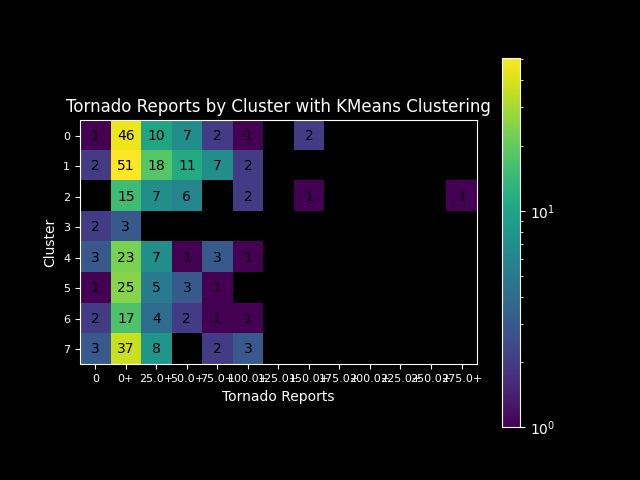 Tornado Reports by Cluster with KMeans Clustering
0 1 46 10 7 2 1 2
1 2 51 18 11 7 2
2 15 7 6 2 1 1
3 2 3
4 3 23 7 1 3 1
5 1 25 5 3 1
6 2 17 4 2 1 1
7 3 37 8 2 3
0 0+ 25.0+ 50.0+ 75.0+ 100.0+ 125.0+ 150.0+ 175.0+ 200.0+ 225.0+ 250.0+ 275.0+
Tornado Reports
Cluster
10¹
10⁰